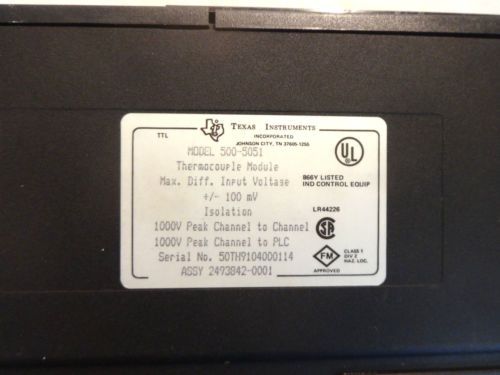 TTL
TEXAS INSTRUMENTS
INCORPORATED
JOHNSON CITY, TN 37605-1255
MODEL 500-5051
Thermocouple Module
Max. Diff. Input Voltage
+/- 100 mV
Isolation
1000V Peak Channel to Channel
1000V Peak Channel to PLC
Serial No. 50TH9104000114
ASSY 2493842-0001
UL
866Y LISTED
IND CONTROL EQUIP
LR44226
SA
FM
APPROVED
CLASS 1
DIV 2
HAZ. LOC.